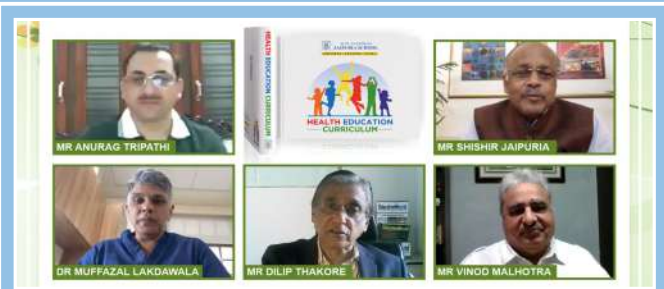 JAIPURIA SCHOOL
HEALTH EDUCATION CURRICULUM
HEALTH EDUCATION
CURRICULUM
MR ANURAG TRIPATHI
MR SHISHIR JAIPURIA
DR MUFFAZAL LAKDAWALA
MR DILIP THAKORE
MR VINOD MALHOTRA